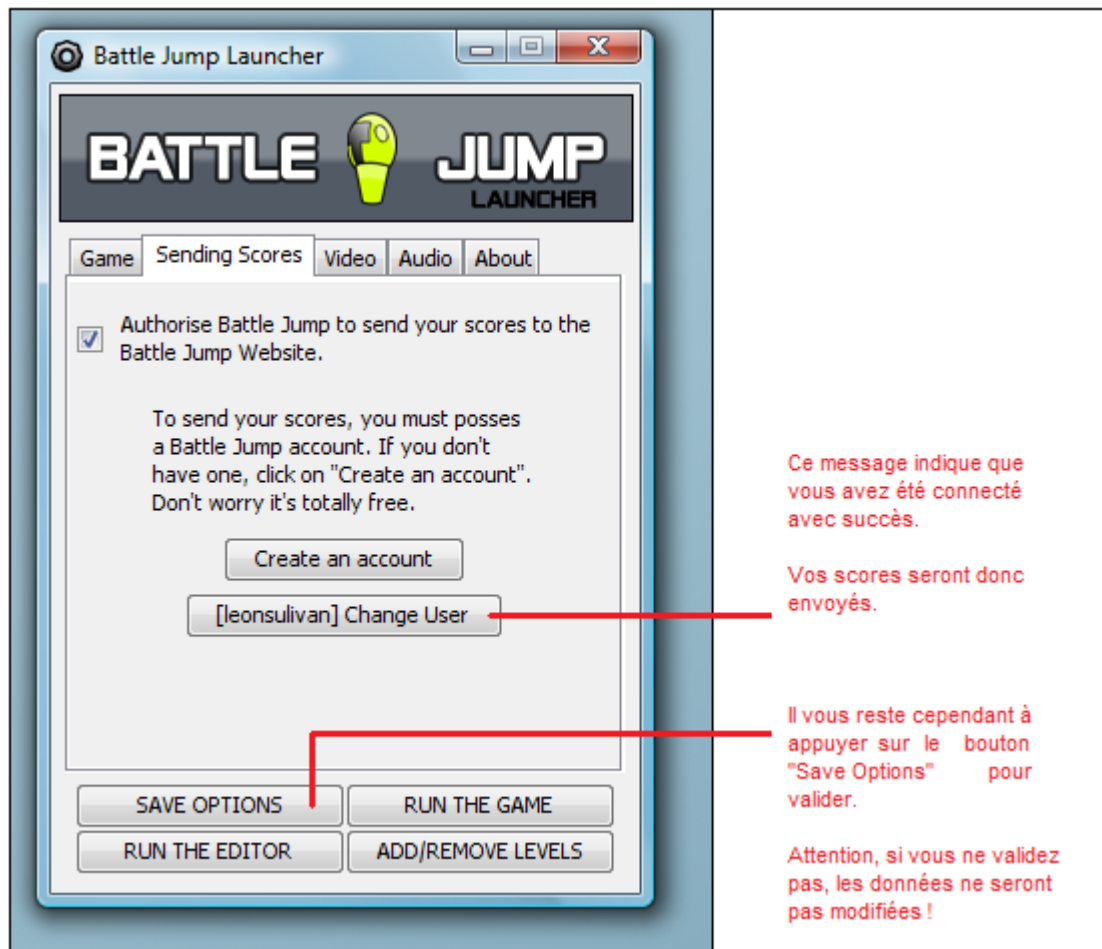 Battle Jump Launcher
BATTLE JUMP
LAUNCHER
Game Sending Scores Video Audio About
Authorise Battle Jump to send your scores to the
Battle Jump Website.
To send your scores, you must posses
a Battle Jump account. If you don't
have one, click on "Create an account".
Don't worry it's totally free.
Create an account
[leonsulivan] Change User
SAVE OPTIONS RUN THE GAME
RUN THE EDITOR ADD/REMOVE LEVELS
Ce message indique que
vous avez été connecté
avec succès.
Vos scores seront donc
envoyés.
Il vous reste cependant à
appuyer sur le bouton
"Save Options" pour
valider.
Attention, si vous ne validez
pas, les données ne seront
pas modifiées !